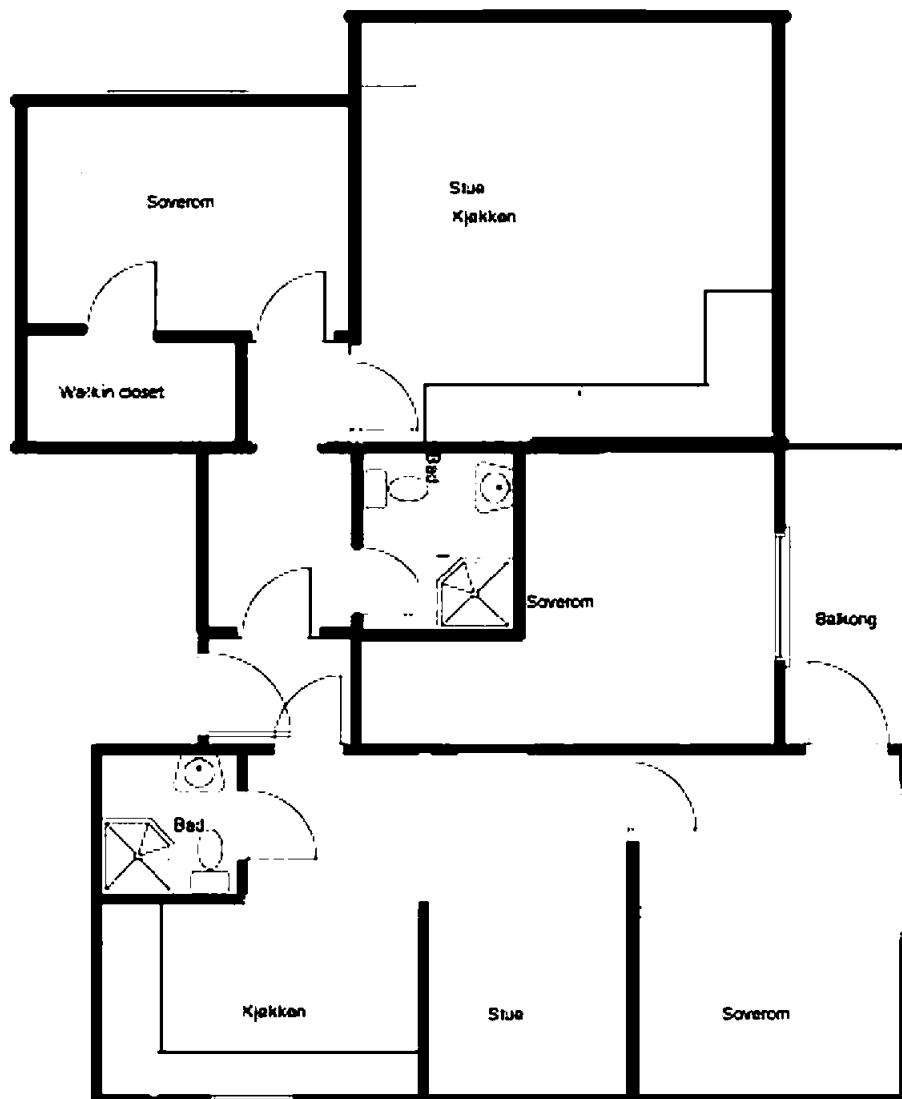 Soverom
Stue
Kjøkken
Walkin closet
Bad
Soverom
Balkong
Bad
Kjøkken
Stue
Soverom